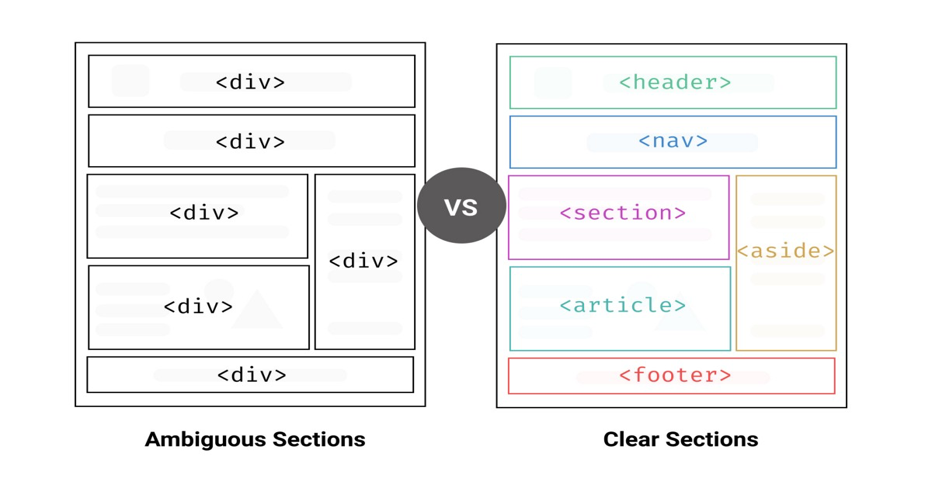 <div>
<div>
<div>
<div>
<div>
<div>
Ambiguous Sections
VS
<header>
<nav>
<section>
<aside>
<article>
<footer>
Clear Sections